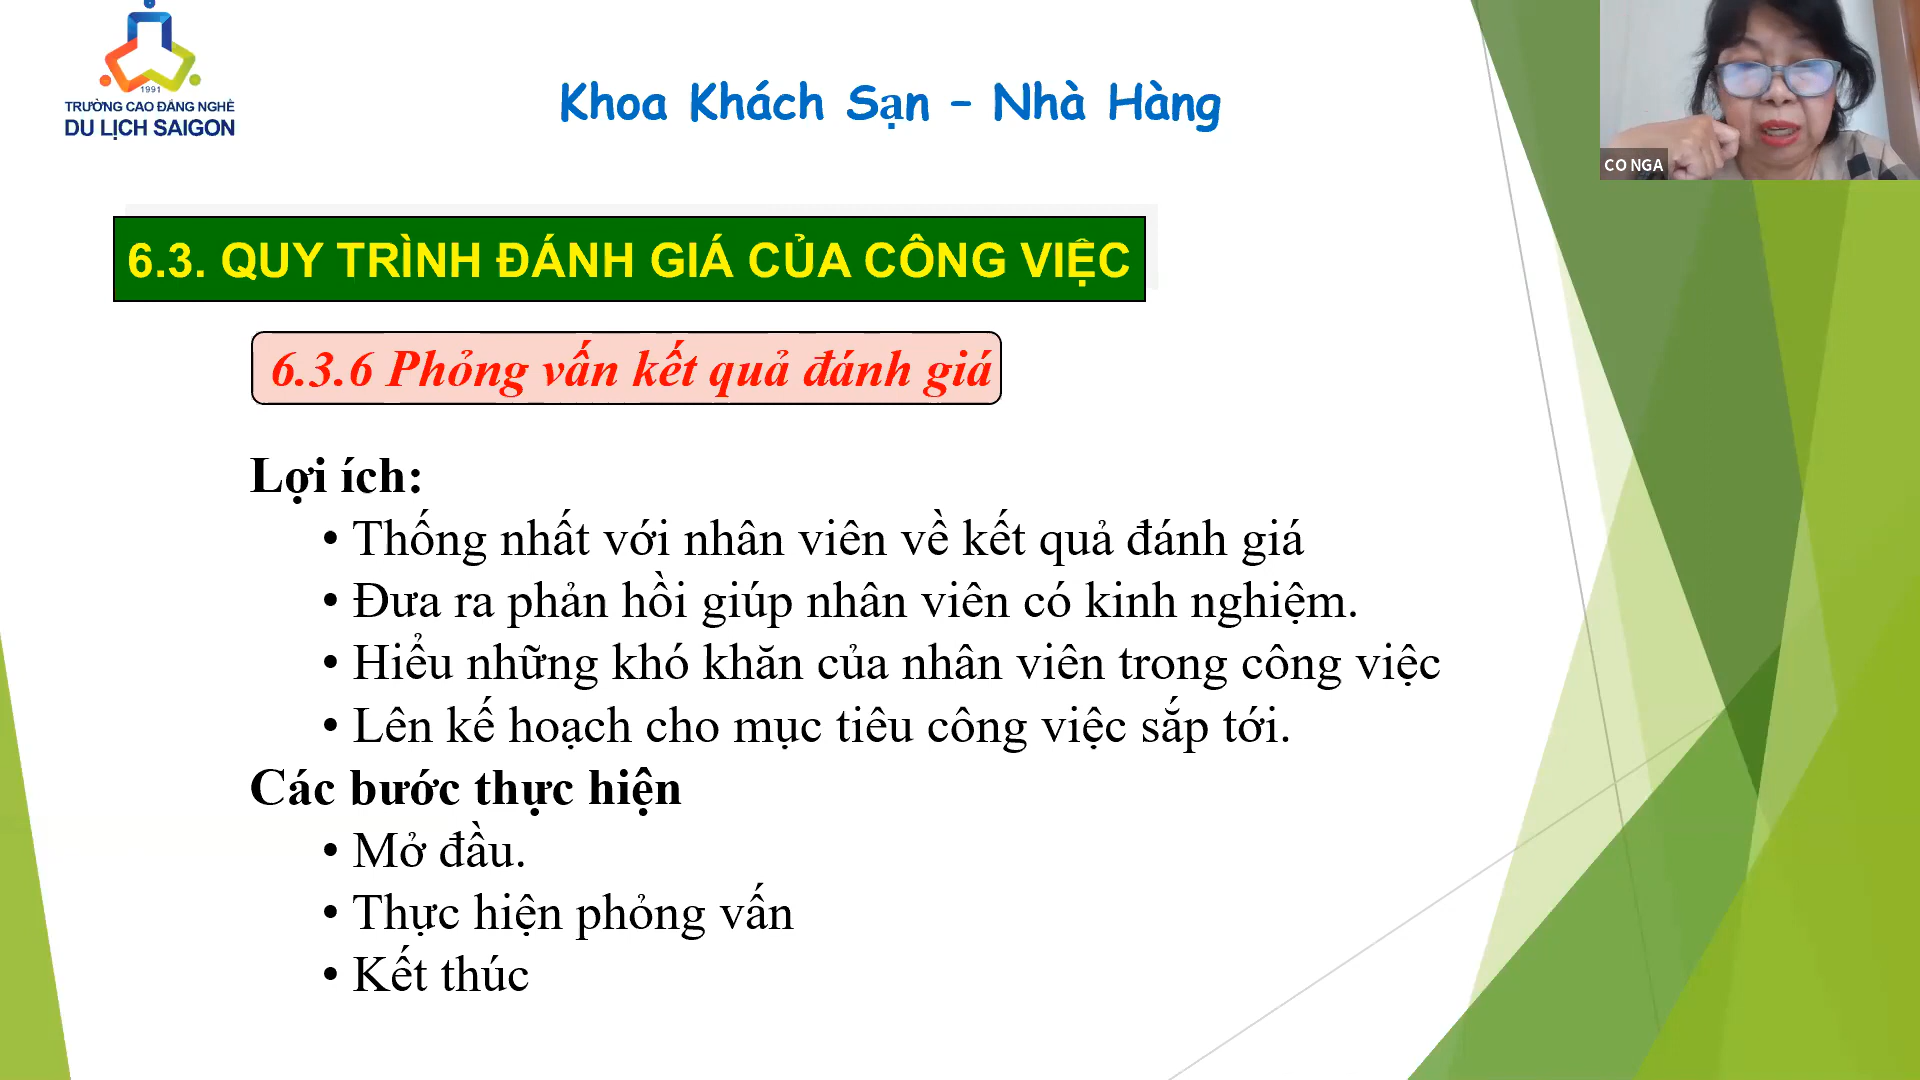 1991
TRƯỜNG CAO ĐẲNG NGHỀ
DU LỊCH SAIGON
Khoa Khách Sạn – Nhà Hàng
CO NGA
6.3. QUY TRÌNH ĐÁNH GIÁ CỦA CÔNG VIỆC
6.3.6 Phỏng vấn kết quả đánh giá
Lợi ích:
• Thống nhất với nhân viên về kết quả đánh giá
• Đưa ra phản hồi giúp nhân viên có kinh nghiệm.
• Hiểu những khó khăn của nhân viên trong công việc
• Lên kế hoạch cho mục tiêu công việc sắp tới.
Các bước thực hiện
• Mở đầu.
• Thực hiện phỏng vấn
• Kết thúc